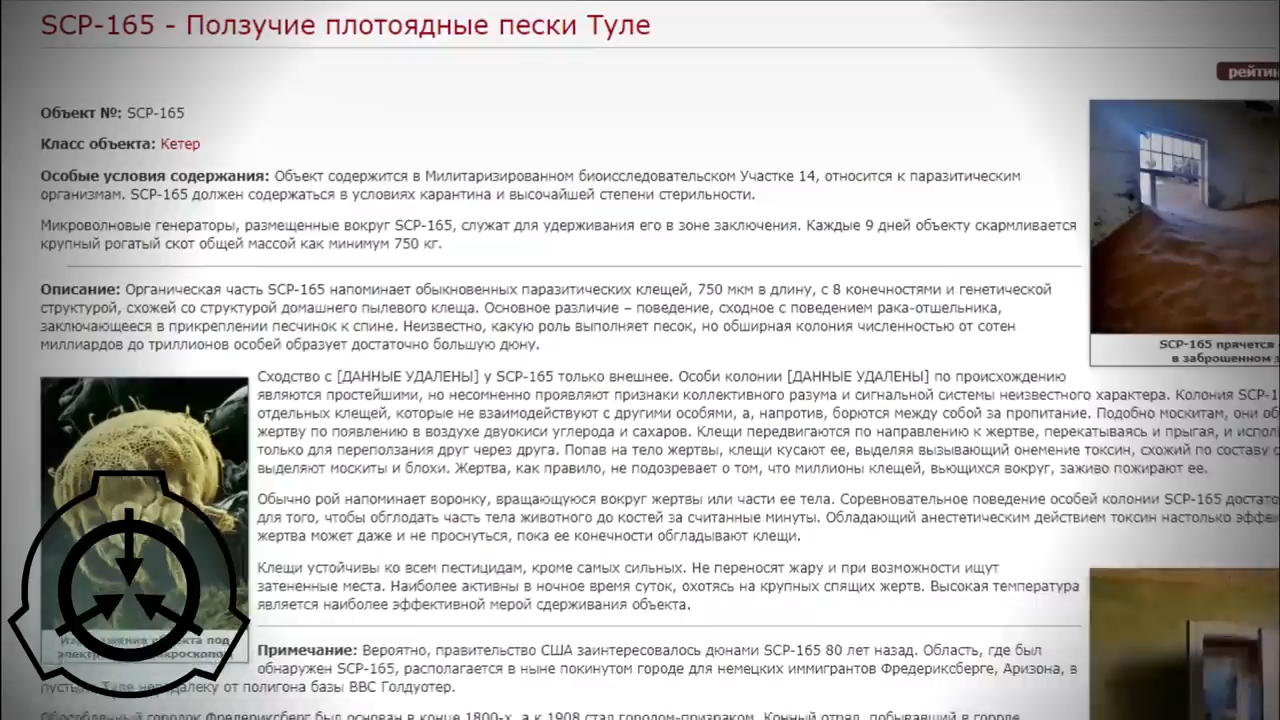 SCP-165 - Ползучие плотоядные пески Туле
Объект №: SCP-165
Класс объекта: Кетер
Особые условия содержания: Объект содержится в Милитаризированном биоисследовательском Участке 14, относится к паразитическим
организмам. SCP-165 должен содержаться в условиях карантина и высочайшей степени стерильности.
Микроволновые генераторы, размещенные вокруг SCP-165, служат для удерживания его в зоне заключения. Каждые 9 дней объекту скармливается
крупный рогатый скот общей массой как минимум 750 кг.
SCP-165 прячется
в заброшенном
Описание: Органическая часть SCP-165 напоминает обыкновенных паразитических клещей, 750 мкм в длину, с 8 конечностями и генетической
структурой, схожей со структурой домашнего пылевого клеща. Основное различие – поведение, сходное с поведением рака-отшельника,
заключающееся в прикреплении песчинок к спине. Неизвестно, какую роль выполняет песок, но обширная колония численностью от сотен
миллиардов до триллионов особей образует достаточно большую дюну.
Сходство с [ДАННЫЕ УДАЛЕНЫ] у SCP-165 только внешнее. Особи колонии [ДАННЫЕ УДАЛЕНЫ] по происхождению
являются простейшими, но несомненно проявляют признаки коллективного разума и сигнальной системы неизвестного характера. Колония SCP-1
отдельных клещей, которые не взаимодействуют с другими особями, а, напротив, борются между собой за пропитание. Подобно москитам, они об
жертву по появлению в воздухе двуокиси углерода и сахаров. Клещи передвигаются по направлению к жертве, перекатываясь и прыгая, и испол
только для переползания друг через друга. Попав на тело жертвы, клещи кусают ее, выделяя вызывающий онемение токсин, схожий по составу с
выделяют москиты и блохи. Жертва, как правило, не подозревает о том, что миллионы клещей, вьющихся вокруг, заживо пожирают ее.
Обычно рой напоминает воронку, вращающуюся вокруг жертвы или части ее тела. Соревновательное поведение особей колонии SCP-165 достато
для того, чтобы обглодать часть тела животного до костей за считанные минуты. Обладающий анестетическим действием токсин настолько эффе
жертва может даже и не проснуться, пока ее конечности обгладывают клещи.
Клещи устойчивы ко всем пестицидам, кроме самых сильных. Не переносят жару и при возможности ищут
затененные места. Наиболее активны в ночное время суток, охотясь на крупных спящих жертв. Высокая температура
является наиболее эффективной мерой сдерживания объекта.
объекта под
Примечание: Вероятно, правительство США заинтересовалось дюнами SCP-165 80 лет назад. Область, где был
обнаружен SCP-165, располагается в ныне покинутом городе для немецких иммигрантов Фредериксберге, Аризона, в
Туле неподалеку от полигона базы ВВС Голдуотер.
городок Фредериксберг был основан в конце 1800-х, а к 1908 стал городом-призраком. Конный отряд, побывавший в городе